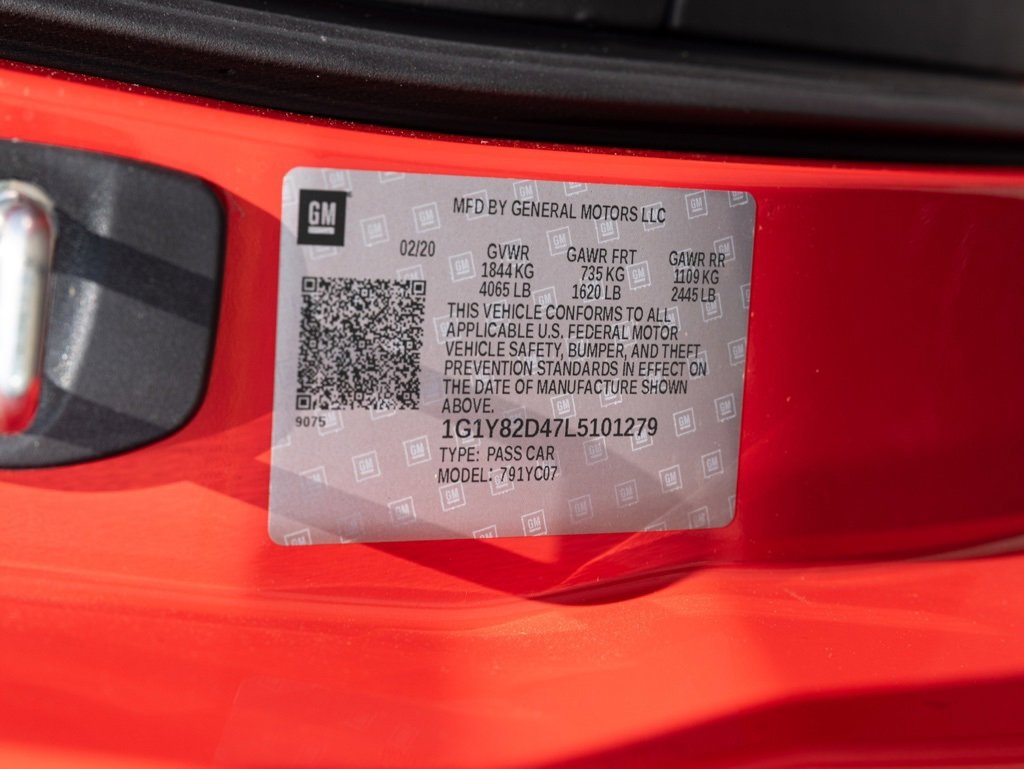 GM
MFD BY GENERAL MOTORS LLC
02/20
GVWR GAWR FRT GAWR RR
1844 KG 735 KG 1109 KG
4065 LB 1620 LB 2445 LB
THIS VEHICLE CONFORMS TO ALL
APPLICABLE U.S. FEDERAL MOTOR
VEHICLE SAFETY, BUMPER, AND THEFT
PREVENTION STANDARDS IN EFFECT ON
THE DATE OF MANUFACTURE SHOWN
ABOVE.
9075
1G1Y82D47L5101279
TYPE: PASS CAR
MODEL: 791YC07